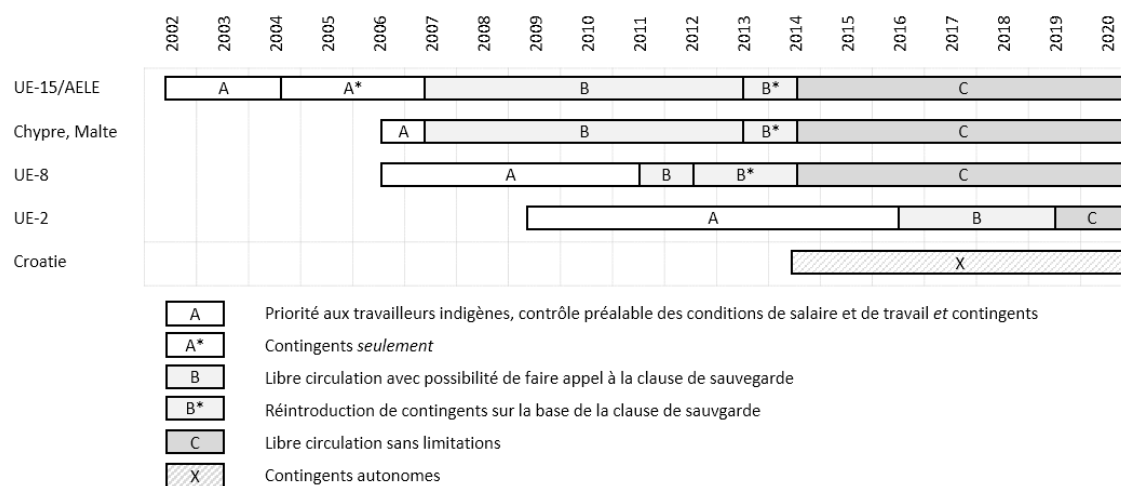 2002 2003 2004 2005 2006 2007 2008 2009 2010 2011 2012 2013 2014 2015 2016 2017 2018 2019 2020
UE-15/AELE A A* B B* C
Chypre, Malte A B B* C
UE-8 A B B* C
UE-2 A B C
Croatie X
A Priorité aux travailleurs indigènes, contrôle préalable des conditions de salaire et de travail et contingents
A* Contingents seulement
B Libre circulation avec possibilité de faire appel à la clause de sauvegarde
B* Réintroduction de contingents sur la base de la clause de sauvgarde
C Libre circulation sans limitations
X Contingents autonomes